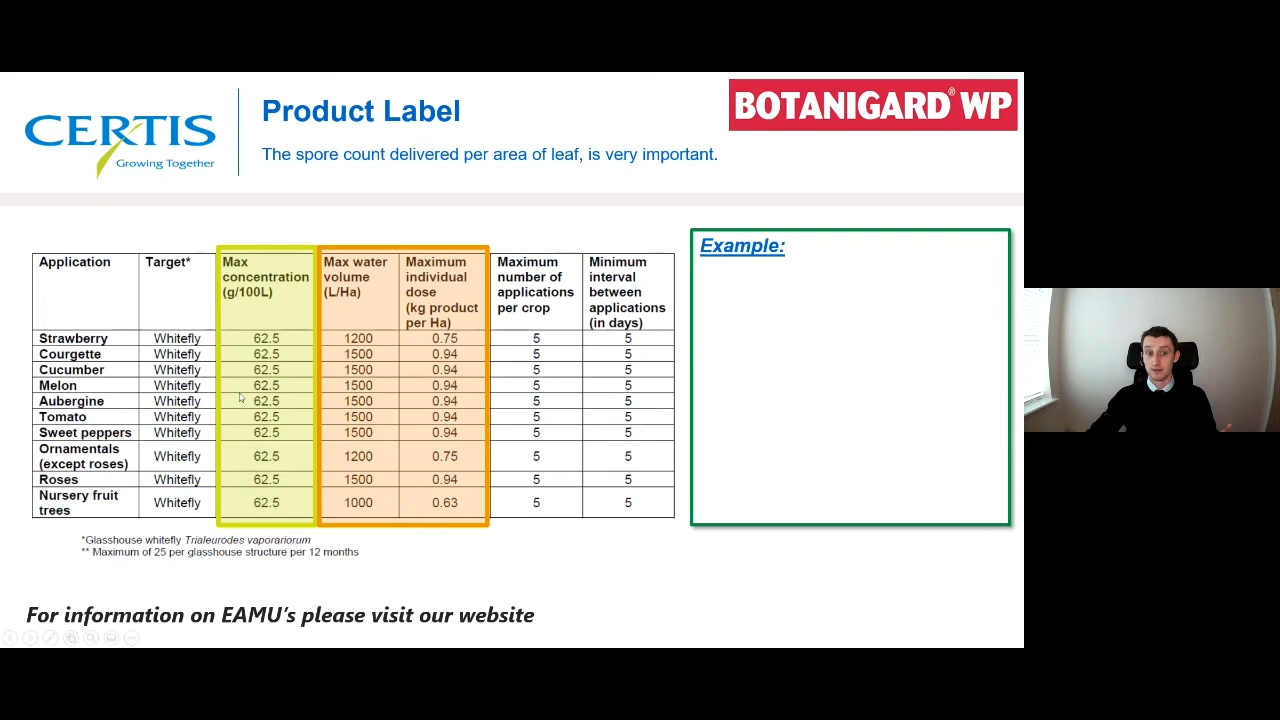 CERTIS
Growing Together
Product Label
The spore count delivered per area of leaf, is very important.
BOTANIGARD® WP
Application Target* Max concentration (g/100L) Max water volume (L/Ha) Maximum individual dose (kg product per Ha) Maximum number of applications per crop Minimum interval between applications (in days)
Strawberry Whitefly 62.5 1200 0.75 5 5
Courgette Whitefly 62.5 1500 0.94 5 5
Cucumber Whitefly 62.5 1500 0.94 5 5
Melon Whitefly 62.5 1500 0.94 5 5
Aubergine Whitefly 62.5 1500 0.94 5 5
Tomato Whitefly 62.5 1500 0.94 5 5
Sweet peppers Whitefly 62.5 1500 0.94 5 5
Ornamentals (except roses) Whitefly 62.5 1200 0.75 5 5
Roses Whitefly 62.5 1500 0.94 5 5
Nursery fruit trees Whitefly 62.5 1000 0.63 5 5
*Glasshouse whitefly Trialeurodes vaporariorum
** Maximum of 25 per glasshouse structure per 12 months
Example:
For information on EAMU's please visit our website